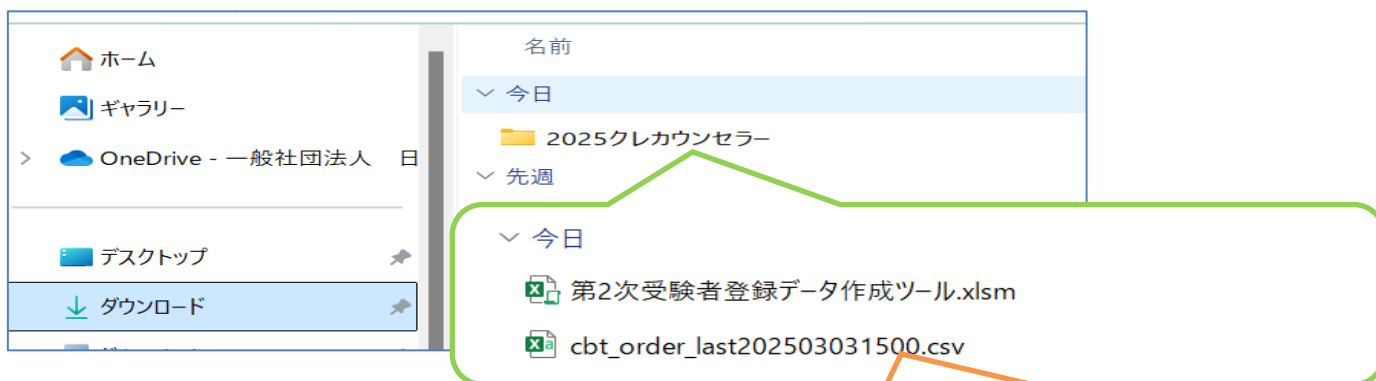 ホーム
ギャラリー
OneDrive - 一般社団法人　日
デスクトップ
ダウンロード
名前
今日
2025クレカウンセラー
先週
今日
第2次受験者登録データ作成ツール.xlsm
cbt_order_last202503031500.csv